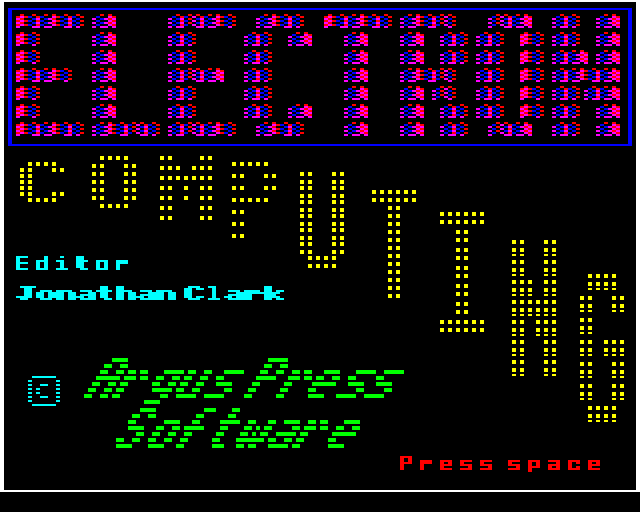 ELECTRON
COMPUTING
Editor
Jonathan Clark
© Argus Press
Software
Press space